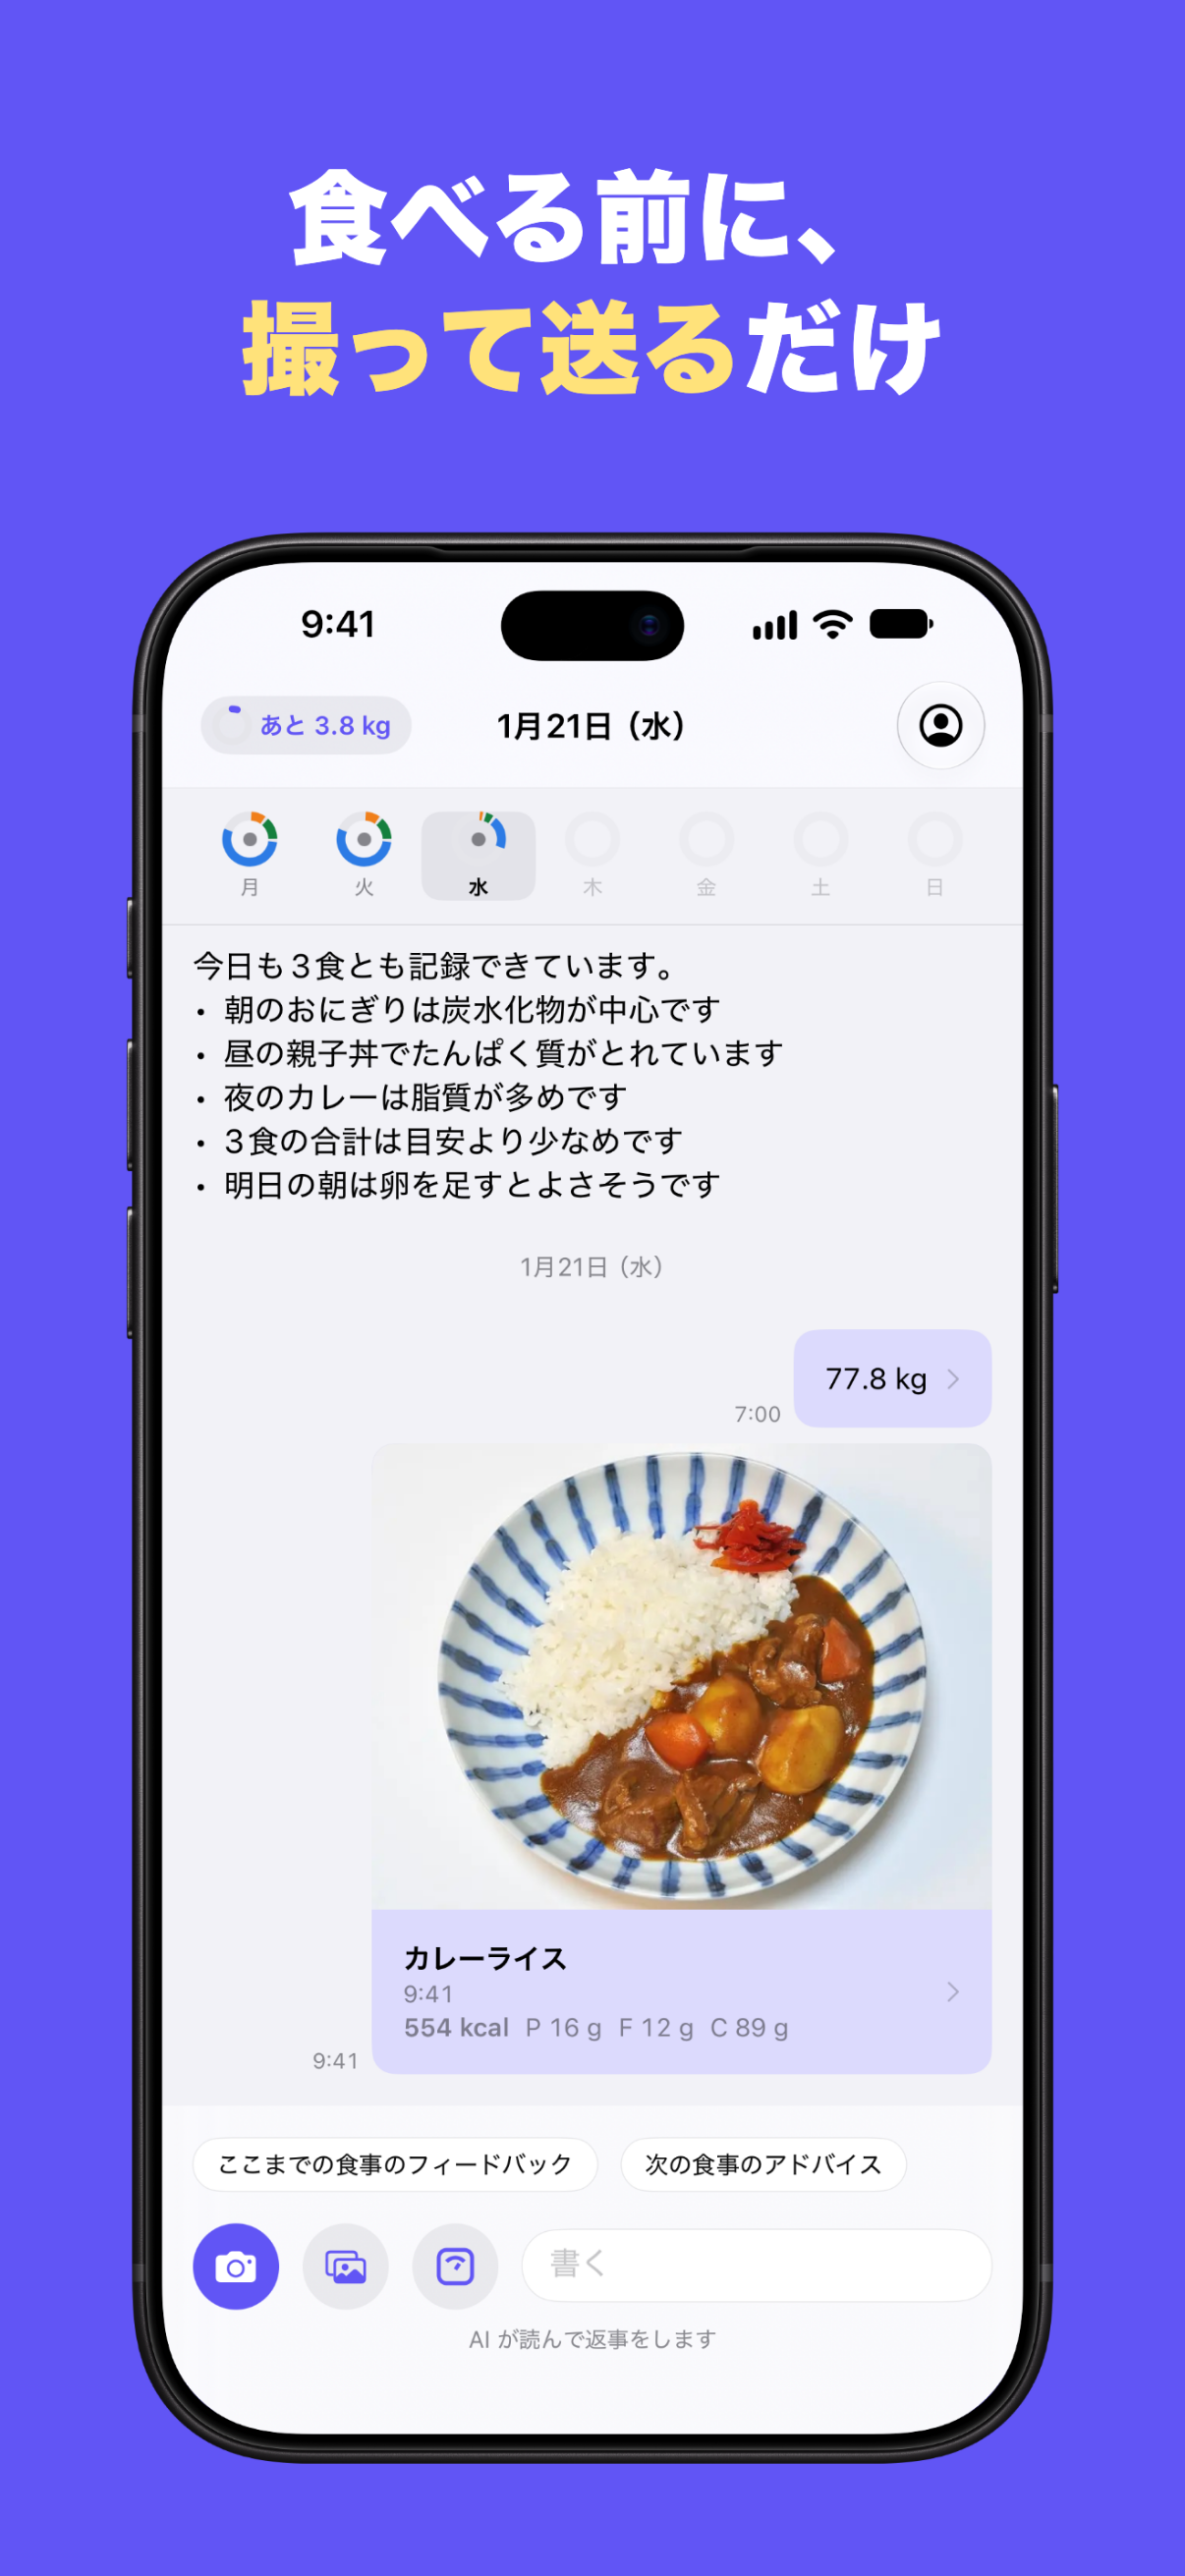 食べる前に、
撮って送るだけ
9:41
あと 3.8 kg
1月21日（水）
月 火 水 木 金 土 日
今日も3食とも記録できています。
・ 朝のおにぎりは炭水化物が中心です
・ 昼の親子丼でたんぱく質がとれています
・ 夜のカレーは脂質が多めです
・ 3食の合計は目安より少なめです
・ 明日の朝は卵を足すとよさそうです
1月21日（水）
77.8 kg
7:00
カレーライス
9:41
554 kcal P 16 g F 12 g C 89 g
9:41
ここまでの食事のフィードバック
次の食事のアドバイス
書く
AI が読んで返事をします